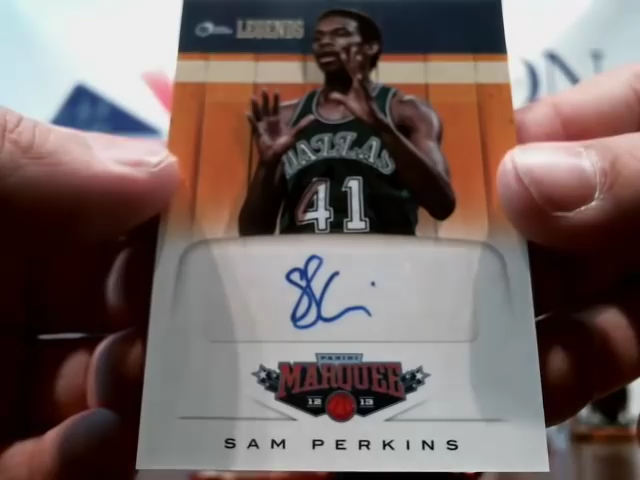 LEGENDS
DALLAS
41
PANINI
MARQUEE
12 13
SAM PERKINS